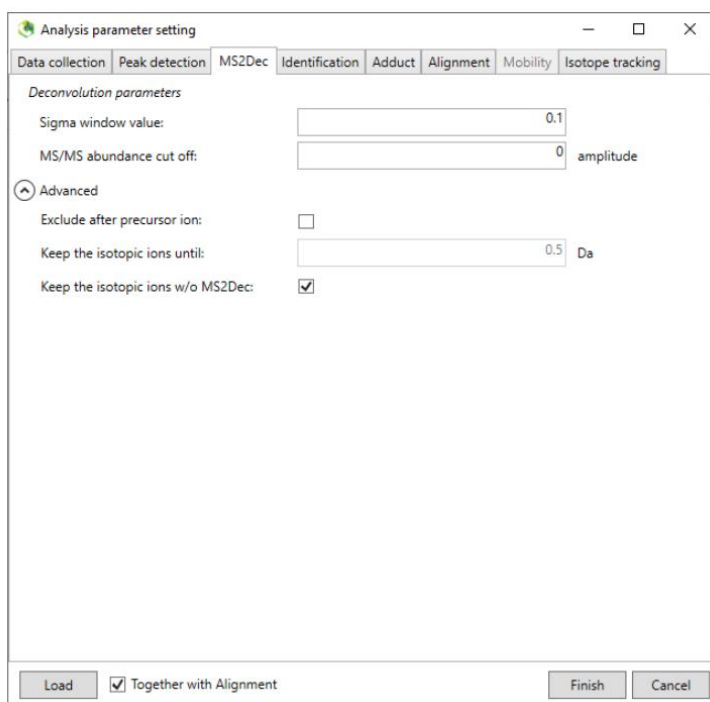 Analysis parameter setting
Data collection Peak detection MS2Dec Identification Adduct Alignment Mobility Isotope tracking
Deconvolution parameters
Sigma window value: 0.1
MS/MS abundance cut off: 0 amplitude
Advanced
Exclude after precursor ion:
Keep the isotopic ions until: 0.5 Da
Keep the isotopic ions w/o MS2Dec:
Load Together with Alignment Finish Cancel